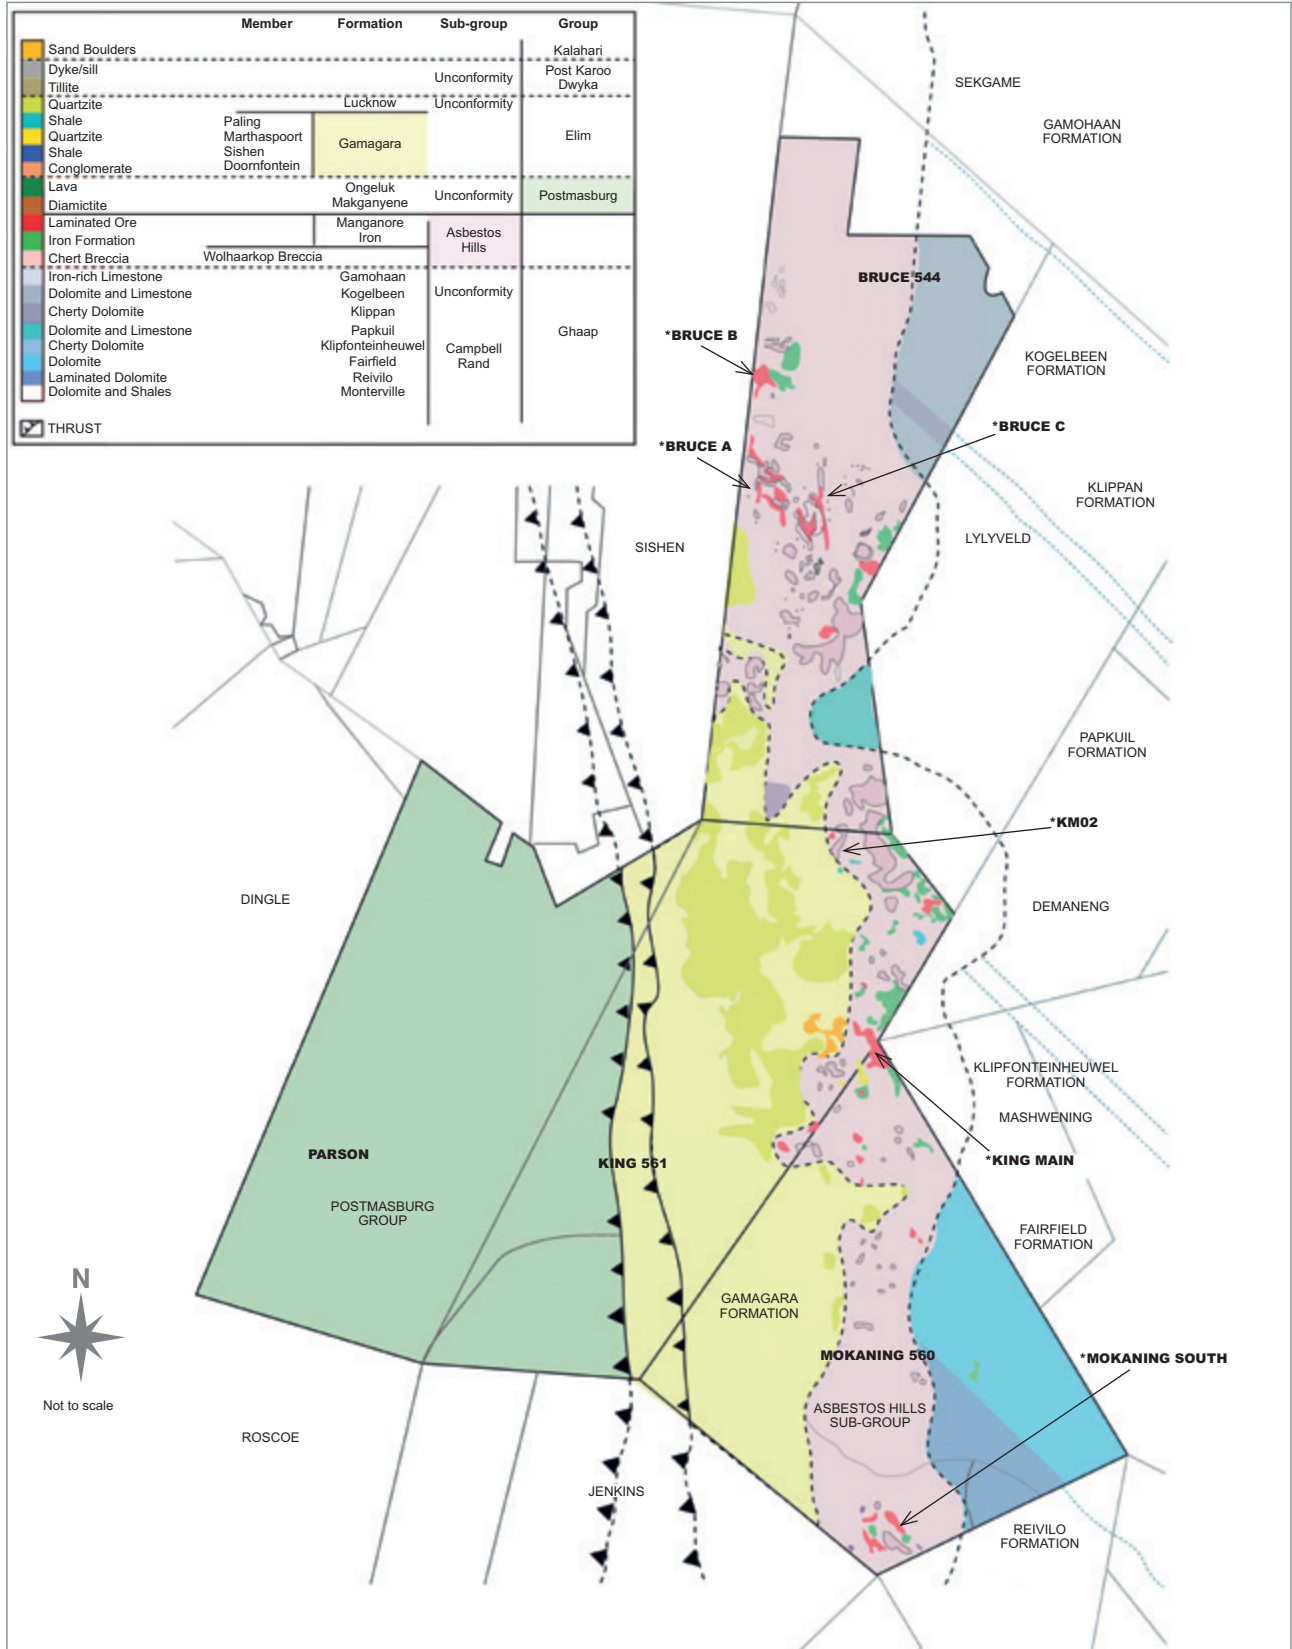 Member Formation Sub-group Group
Sand Boulders Kalahari
Dyke/sill Post Karoo
Unconformity
Tillite Dwyka
Quartzite Lucknow Unconformity
Shale Paling
Quartzite Marthaspoort Gamagara Elim
Shale Sishen
Conglomerate Doornfontein
Lava Ongeluk Unconformity Postmasburg
Diamictite Makganyene
Laminated Ore Manganore
Iron Formation Iron Asbestos
Hills
Chert Breccia Wolhaarkop Breccia
Iron-rich Limestone Gamohaan
Dolomite and Limestone Kogelbeen Unconformity
Cherty Dolomite Klippan
Dolomite and Limestone Papkuil Ghaap
Cherty Dolomite Klipfonteinheuwel Campbell
Dolomite Fairfield Rand
Laminated Dolomite Reivilo
Dolomite and Shales Monterville
THRUST
SEKGAME
GAMOHAAN
FORMATION
BRUCE 544
*BRUCE B
KOGELBEEN
FORMATION
*BRUCE C
*BRUCE A
KLIPPAN
FORMATION
LYLYVELD
SISHEN
PAPKUIL
FORMATION
*KM02
DINGLE
DEMANENG
KLIPFONTEINHEUWEL
FORMATION
MASHWENING
PARSON
KING 561
*KING MAIN
POSTMASBURG
GROUP
FAIRFIELD
FORMATION
N
GAMAGARA
FORMATION
MOKANING 560
*MOKANING SOUTH
Not to scale
ASBESTOS HILLS
SUB-GROUP
ROSCOE
JENKINS
REIVILO
FORMATION